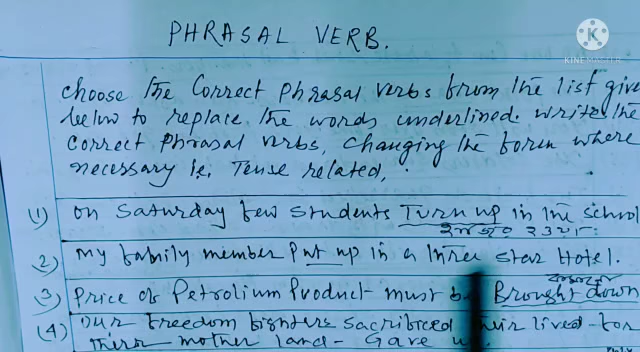 PHRASAL VERB.
KINEMASTER
choose the correct phrasal verbs from the list give
below to replace the words underlined. write the
correct phrasal verbs, changing the form where
necessary ie. Tense related,.
(1) on Saturday few students Turn up in the school
2) my family member put up in a three star Hotel.
3) Price of Petrolium Product must be Brought down
(4) our freedom fighters sacrificed their lived for
their mother land - Gave up.